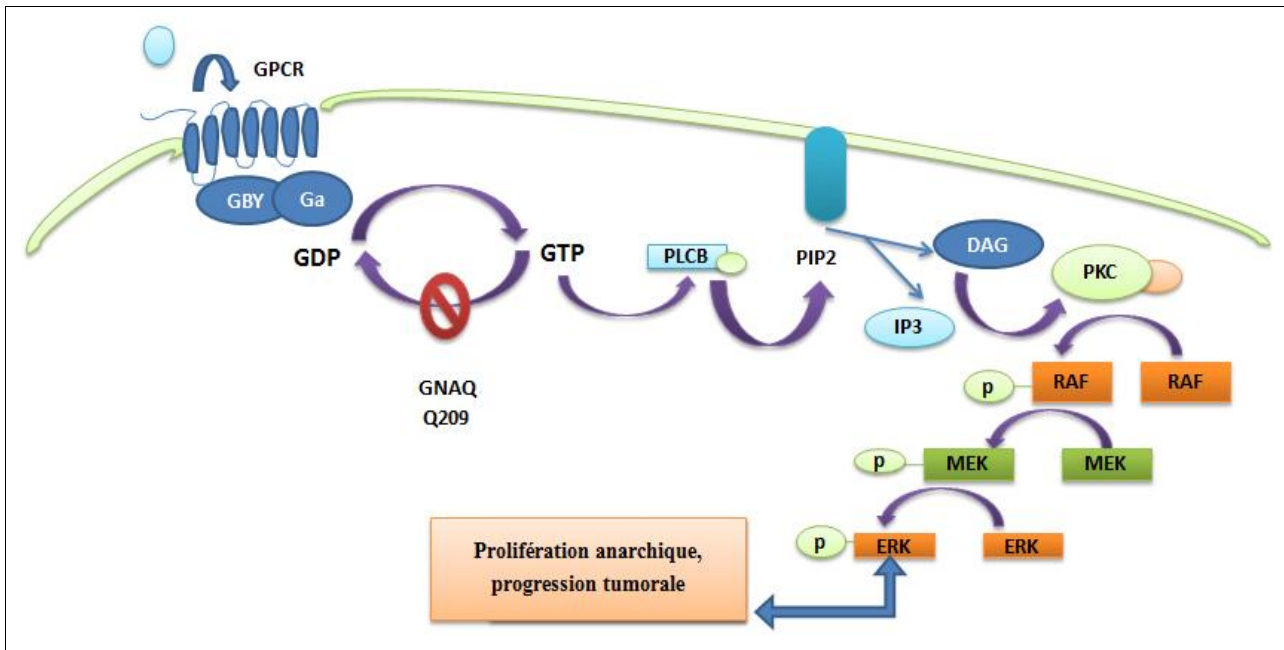 GPCR
GBY
Ga
GDP
GTP
PLCB
PIP2
DAG
PKC
IP3
GNAQ
Q209
p
RAF
RAF
p
MEK
MEK
p
ERK
ERK
Prolifération anarchique,
progression tumorale